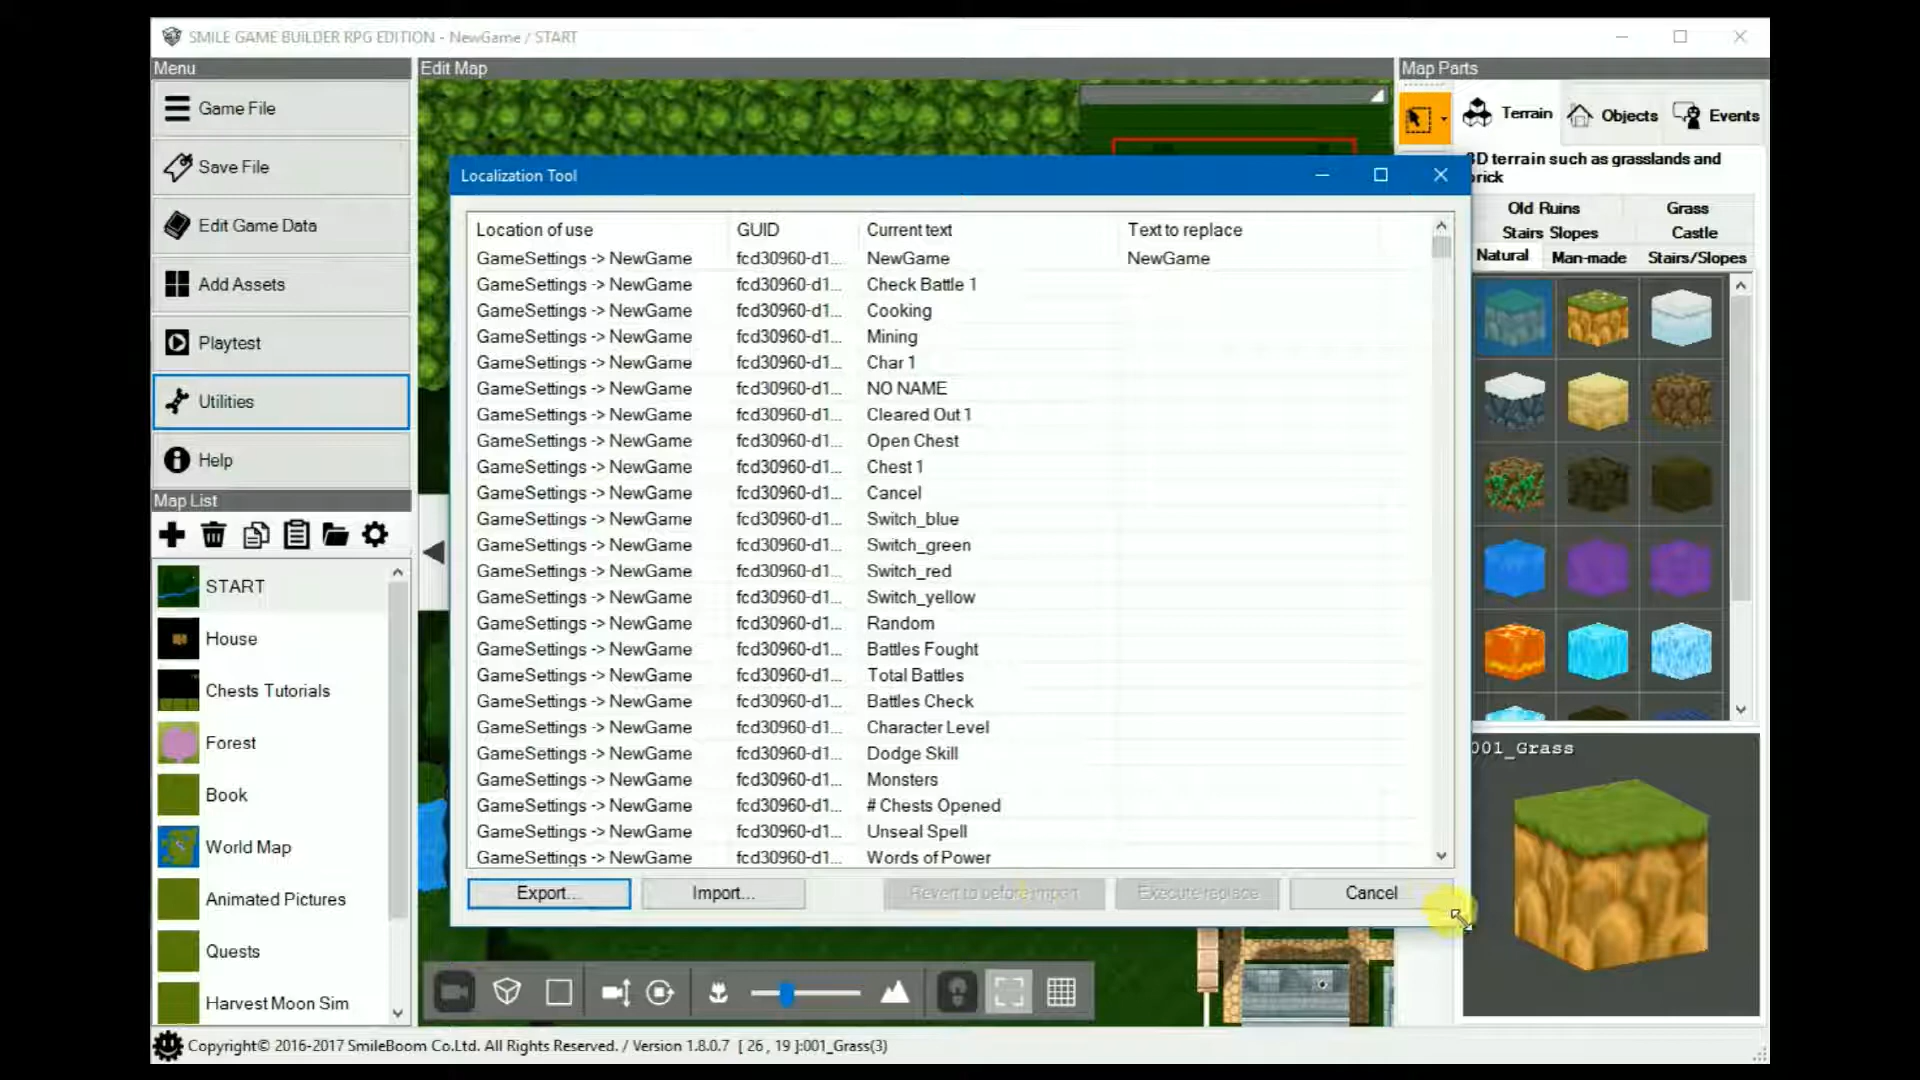 SMILE GAME BUILDER RPG EDITION - NewGame / START
Menu
Game File
Save File
Edit Game Data
Add Assets
Playtest
Utilities
Help
Map List
START
House
Chests Tutorials
Forest
Book
World Map
Animated Pictures
Quests
Harvest Moon Sim
Edit Map
Localization Tool
Location of use GUID Current text Text to replace
GameSettings -> NewGame fcd30960-d1... NewGame NewGame
GameSettings -> NewGame fcd30960-d1... Check Battle 1
GameSettings -> NewGame fcd30960-d1... Cooking
GameSettings -> NewGame fcd30960-d1... Mining
GameSettings -> NewGame fcd30960-d1... Char 1
GameSettings -> NewGame fcd30960-d1... NO NAME
GameSettings -> NewGame fcd30960-d1... Cleared Out 1
GameSettings -> NewGame fcd30960-d1... Open Chest
GameSettings -> NewGame fcd30960-d1... Chest 1
GameSettings -> NewGame fcd30960-d1... Cancel
GameSettings -> NewGame fcd30960-d1... Switch_blue
GameSettings -> NewGame fcd30960-d1... Switch_green
GameSettings -> NewGame fcd30960-d1... Switch_red
GameSettings -> NewGame fcd30960-d1... Switch_yellow
GameSettings -> NewGame fcd30960-d1... Random
GameSettings -> NewGame fcd30960-d1... Battles Fought
GameSettings -> NewGame fcd30960-d1... Total Battles
GameSettings -> NewGame fcd30960-d1... Battles Check
GameSettings -> NewGame fcd30960-d1... Character Level
GameSettings -> NewGame fcd30960-d1... Dodge Skill
GameSettings -> NewGame fcd30960-d1... Monsters
GameSettings -> NewGame fcd30960-d1... # Chests Opened
GameSettings -> NewGame fcd30960-d1... Unseal Spell
GameSettings -> NewGame fcd30960-d1... Words of Power
Export... Import... Revert to before import Execute replace Cancel
Map Parts
Terrain Objects Events
3D terrain such as grasslands and
brick
Old Ruins Grass
Stairs Slopes Castle
Natural Man-made Stairs/Slopes
001_Grass
Copyright© 2016-2017 SmileBoom Co.Ltd. All Rights Reserved. / Version 1.8.0.7 [ 26 , 19 ]:001_Grass(3)